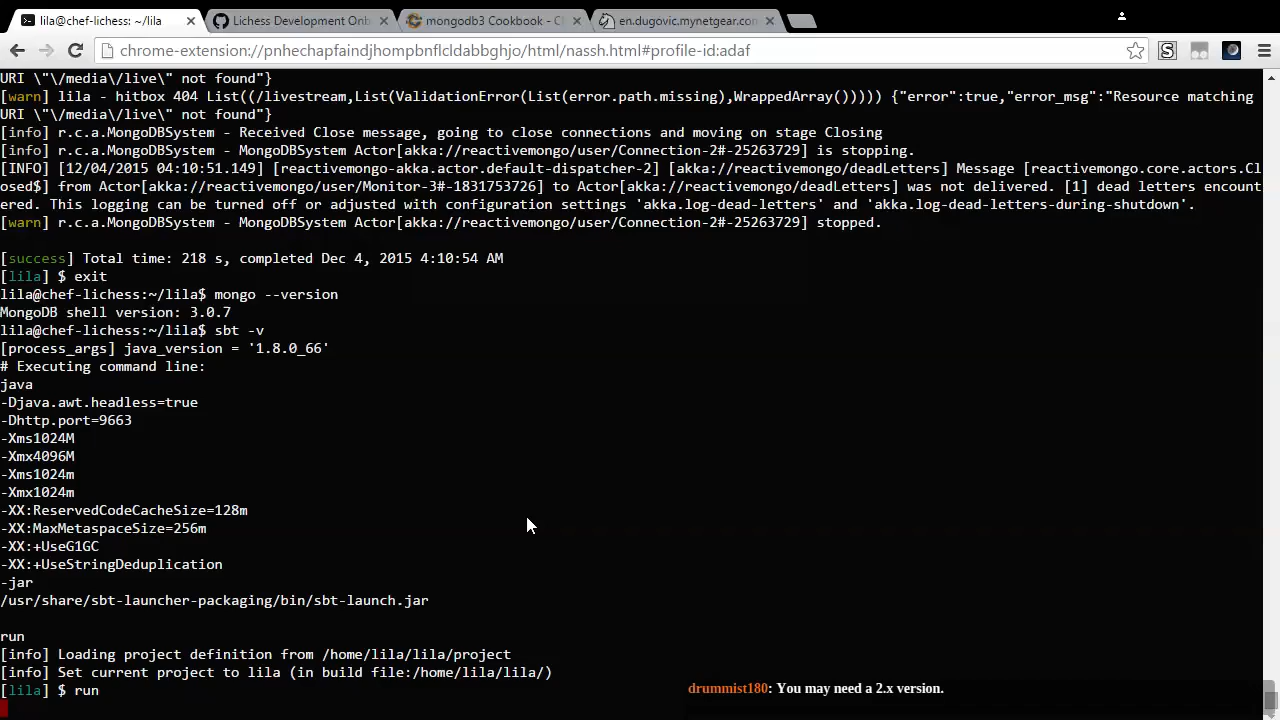 lila@chef-lichess: ~/lila
Lichess Development Onb
mongodb3 Cookbook - Ch
en.dugovic.mynetgear.com
chrome-extension://pnhechapfaindjhompbnflcldabbghjo/html/nassh.html#profile-id:adaf
URI \"\/media\/live\" not found"}
[warn] lila - hitbox 404 List((/livestream,List(ValidationError(List(error.path.missing),WrappedArray())))) {"error":true,"error_msg":"Resource matching
URI \"\/media\/live\" not found"}
[info] r.c.a.MongoDBSystem - Received Close message, going to close connections and moving on stage Closing
[info] r.c.a.MongoDBSystem - MongoDBSystem Actor[akka://reactivemongo/user/Connection-2#-25263729] is stopping.
[INFO] [12/04/2015 04:10:51.149] [reactivemongo-akka.actor.default-dispatcher-2] [akka://reactivemongo/deadLetters] Message [reactivemongo.core.actors.Cl
osed$] from Actor[akka://reactivemongo/user/Monitor-3#-1831753726] to Actor[akka://reactivemongo/deadLetters] was not delivered. [1] dead letters encount
ered. This logging can be turned off or adjusted with configuration settings 'akka.log-dead-letters' and 'akka.log-dead-letters-during-shutdown'.
[warn] r.c.a.MongoDBSystem - MongoDBSystem Actor[akka://reactivemongo/user/Connection-2#-25263729] stopped.
[success] Total time: 218 s, completed Dec 4, 2015 4:10:54 AM
[lila] $ exit
lila@chef-lichess:~/lila$ mongo --version
MongoDB shell version: 3.0.7
lila@chef-lichess:~/lila$ sbt -v
[process_args] java_version = '1.8.0_66'
# Executing command line:
java
-Djava.awt.headless=true
-Dhttp.port=9663
-Xms1024M
-Xmx4096M
-Xms1024m
-Xmx1024m
-XX:ReservedCodeCacheSize=128m
-XX:MaxMetaspaceSize=256m
-XX:+UseG1GC
-XX:+UseStringDeduplication
-jar
/usr/share/sbt-launcher-packaging/bin/sbt-launch.jar
run
[info] Loading project definition from /home/lila/lila/project
[info] Set current project to lila (in build file:/home/lila/lila/)
[lila] $ run
drummist180: You may need a 2.x version.